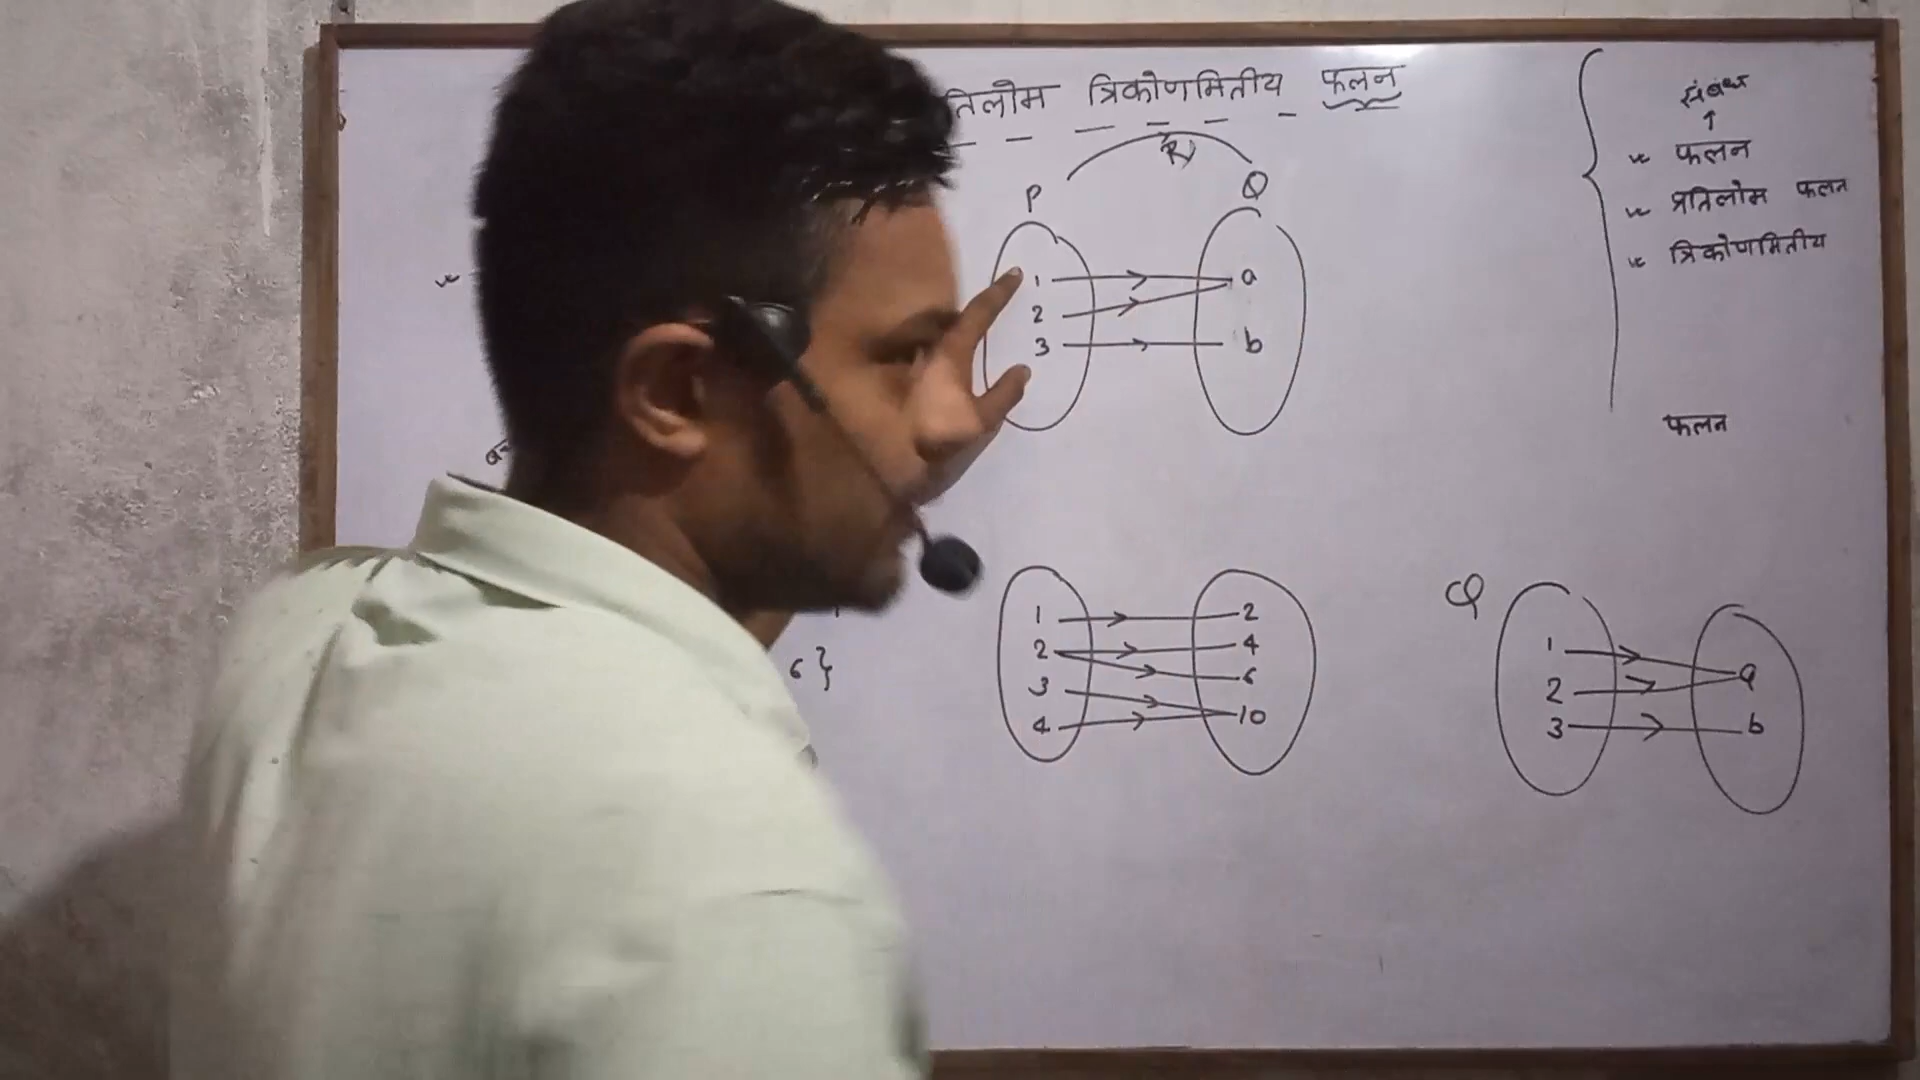 तिलोम त्रिकोणमितीय फलन
R
P Q
1 a
2
3 b
संबंध
↑
फलन
प्रतिलोम फलन
त्रिकोणमितीय
फलन
6 }
1 2
2 4
3 6
4 10
1
2 a
3 b